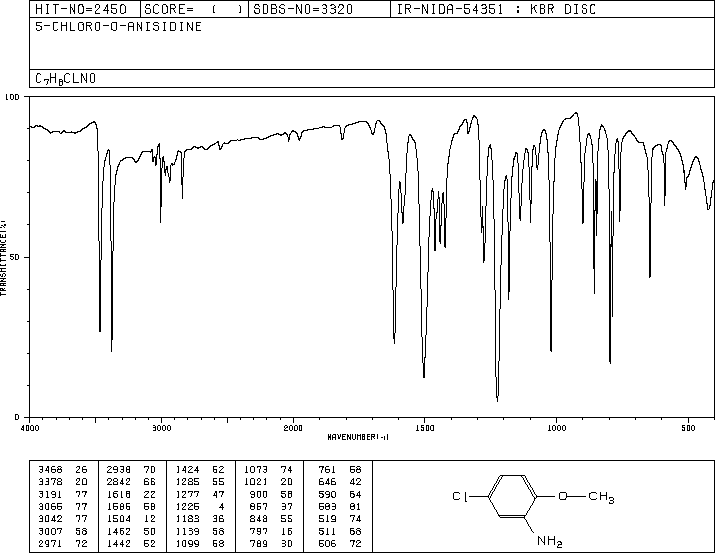 HIT-NO=2450 SCORE= ( ) SDBS-NO=3320 IR-NIDA-54351 : KBR DISC
5-CHLORO-O-ANISIDINE
C7H8CLNO
100
50
0
TRANSMITTANCE(%)
4000 3000 2000 1500 1000 500
WAVENUMBER(-1)
3468 26 2938 70 1424 52 1073 74 761 58
3378 20 2842 66 1285 55 1021 20 646 42
3191 77 1618 22 1277 47 900 58 590 64
3065 77 1586 58 1225 4 857 37 583 81
3042 77 1504 12 1183 36 848 55 519 74
3007 58 1462 50 1139 58 797 16 511 68
2971 72 1442 52 1099 58 789 30 506 72
Cl O CH3
NH2